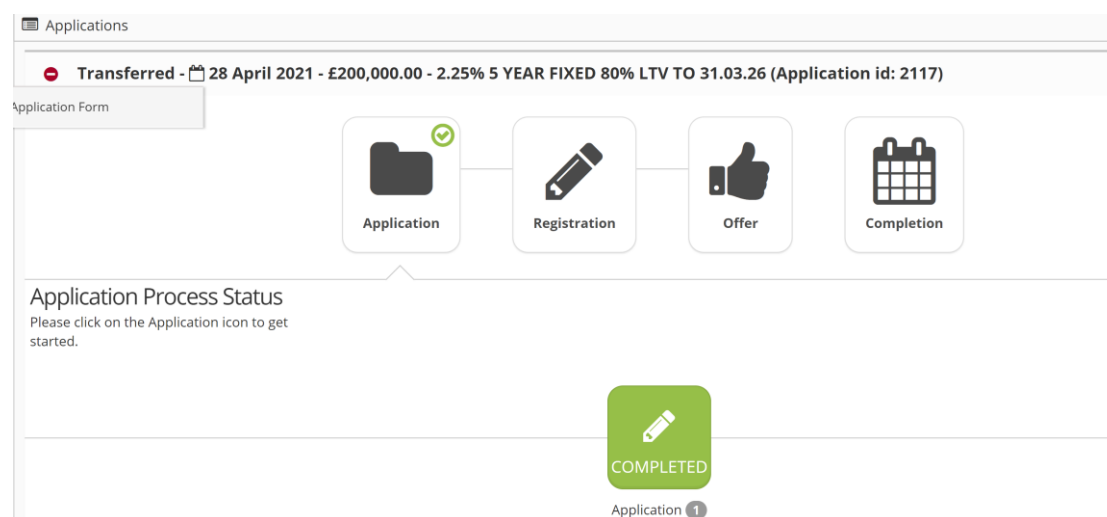 Applications
Transferred - 28 April 2021 - £200,000.00 - 2.25% 5 YEAR FIXED 80% LTV TO 31.03.26 (Application id: 2117)
Application Form
Application
Registration
Offer
Completion
Application Process Status
Please click on the Application icon to get
started.
COMPLETED
Application 1